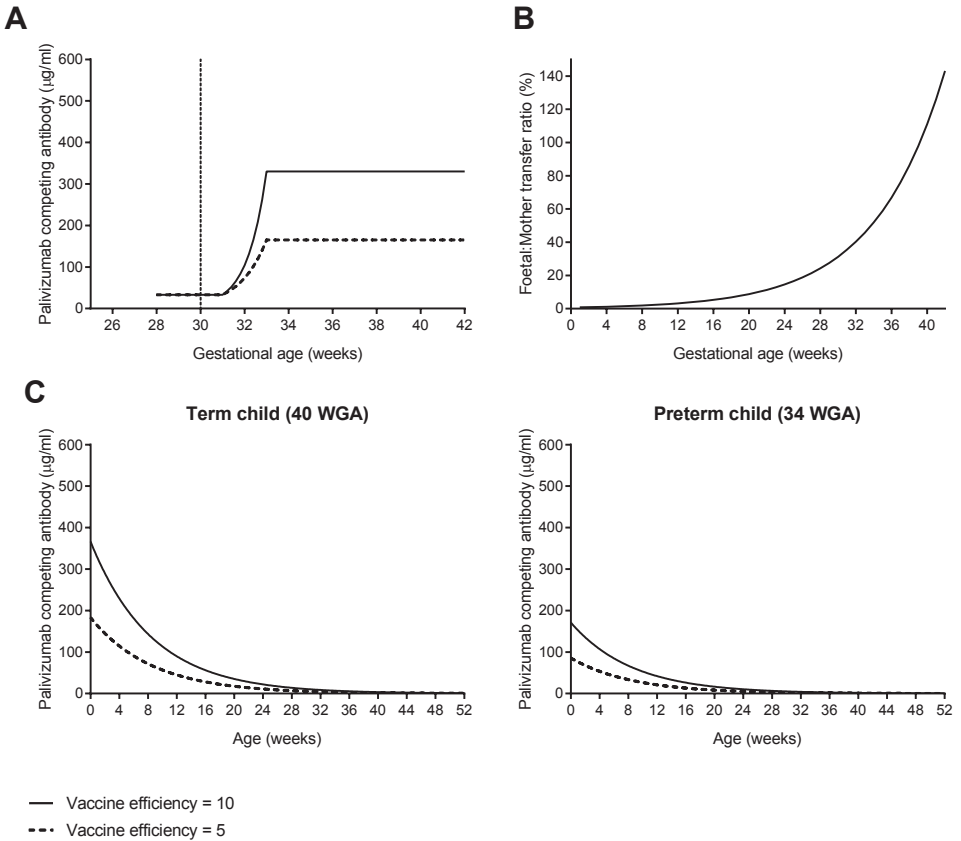 A
Palivizumab competing antibody (µg/ml)
600
500
400
300
200
100
0
26 28 30 32 34 36 38 40 42
Gestational age (weeks)
B
Foetal:Mother transfer ratio (%)
140
120
100
80
60
40
20
0
0 4 8 12 16 20 24 28 32 36 40
Gestational age (weeks)
C
Term child (40 WGA)
Palivizumab competing antibody (µg/ml)
600
500
400
300
200
100
0
0 4 8 12 16 20 24 28 32 36 40 44 48 52
Age (weeks)
Preterm child (34 WGA)
Palivizumab competing antibody (µg/ml)
600
500
400
300
200
100
0
0 4 8 12 16 20 24 28 32 36 40 44 48 52
Age (weeks)
Vaccine efficiency = 10
Vaccine efficiency = 5